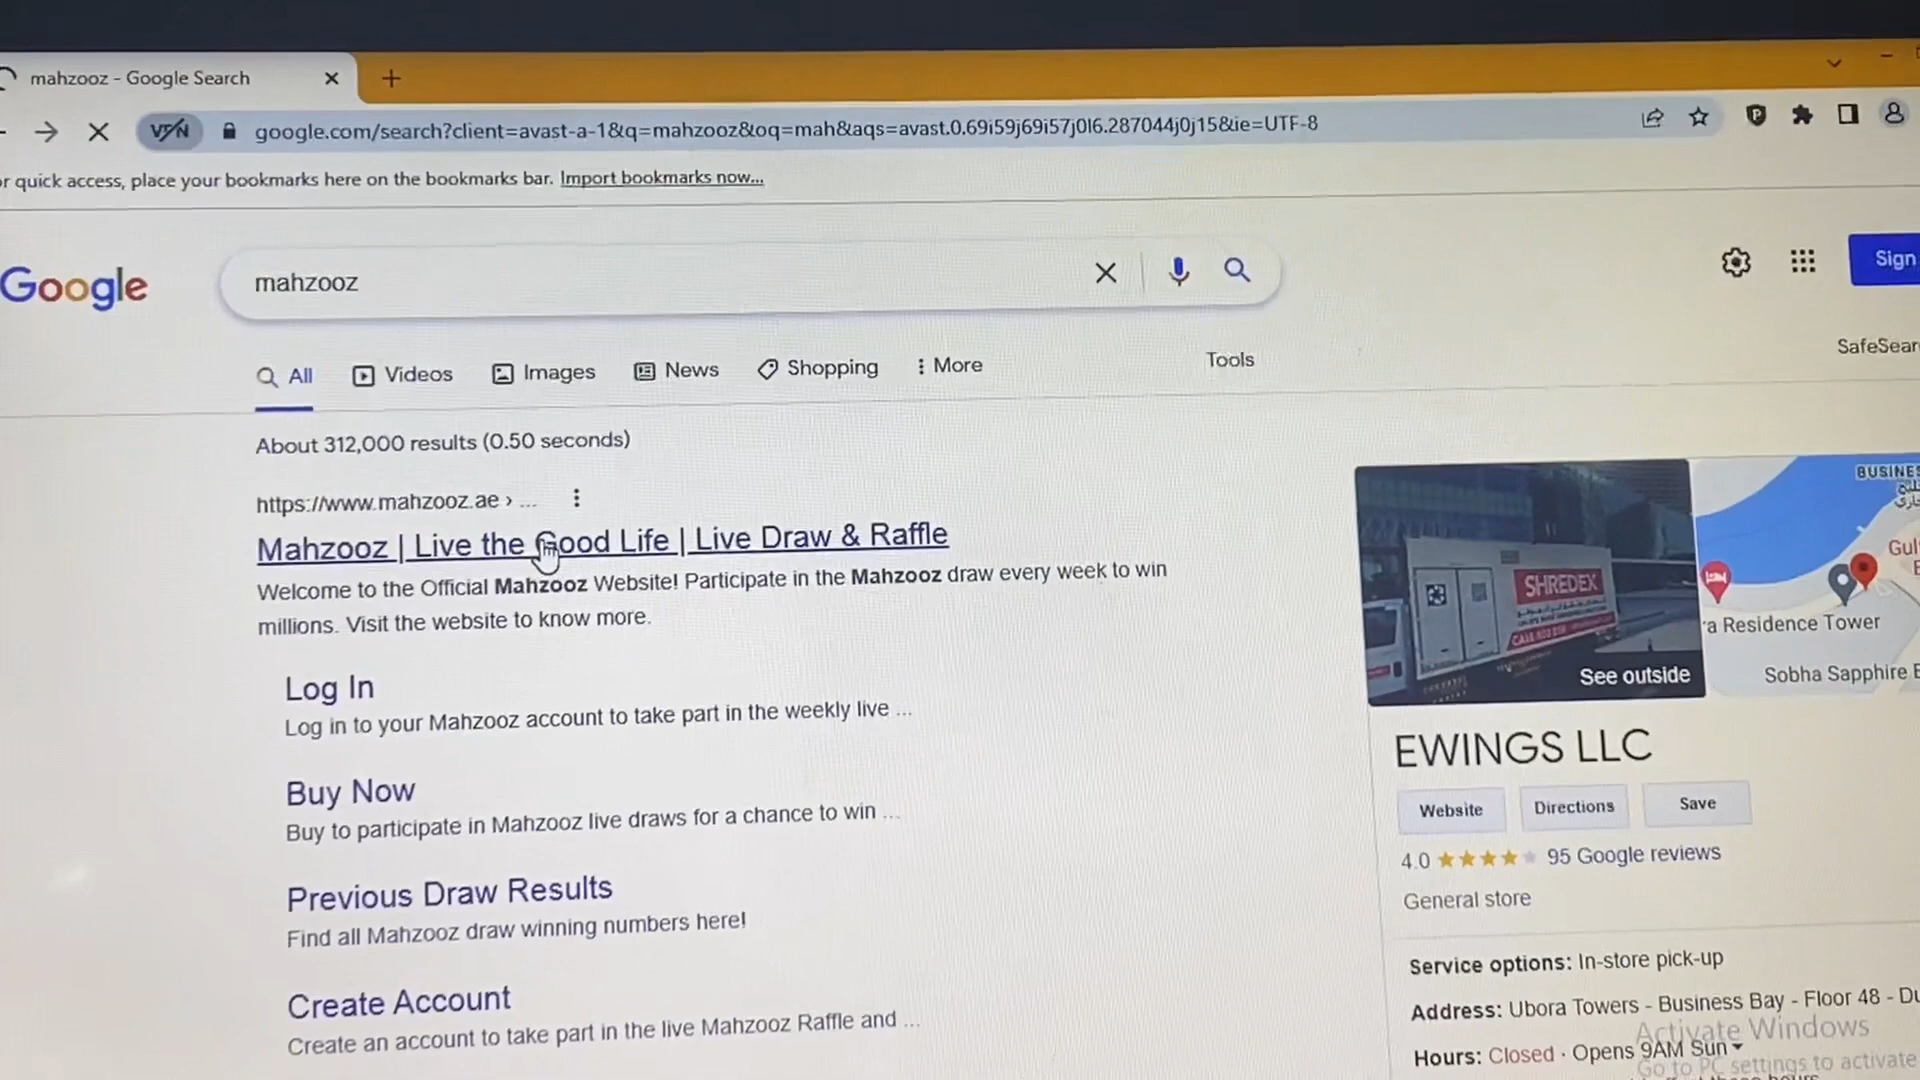 mahzooz - Google Search
VPN
google.com/search?client=avast-a-1&q=mahzooz&oq=mah&aqs=avast.0.69i59j69i57j0l6.287044j0j15&ie=UTF-8
or quick access, place your bookmarks here on the bookmarks bar. Import bookmarks now...
Google
mahzooz
Sign
All
Videos
Images
News
Shopping
More
Tools
SafeSear
About 312,000 results (0.50 seconds)
https://www.mahzooz.ae › ...
Mahzooz | Live the Good Life | Live Draw & Raffle
Welcome to the Official Mahzooz Website! Participate in the Mahzooz draw every week to win
millions. Visit the website to know more.
Log In
Log in to your Mahzooz account to take part in the weekly live ...
Buy Now
Buy to participate in Mahzooz live draws for a chance to win ...
Previous Draw Results
Find all Mahzooz draw winning numbers here!
Create Account
Create an account to take part in the live Mahzooz Raffle and ...
SHREDEX
See outside
BUSINES
Gul
a Residence Tower
Sobha Sapphire
EWINGS LLC
Website
Directions
Save
4.0
95 Google reviews
General store
Service options: In-store pick-up
Address: Ubora Towers - Business Bay - Floor 48 - Du
Activate Windows
Hours: Closed · Opens 9AM Sun
Go to PC settings to activate